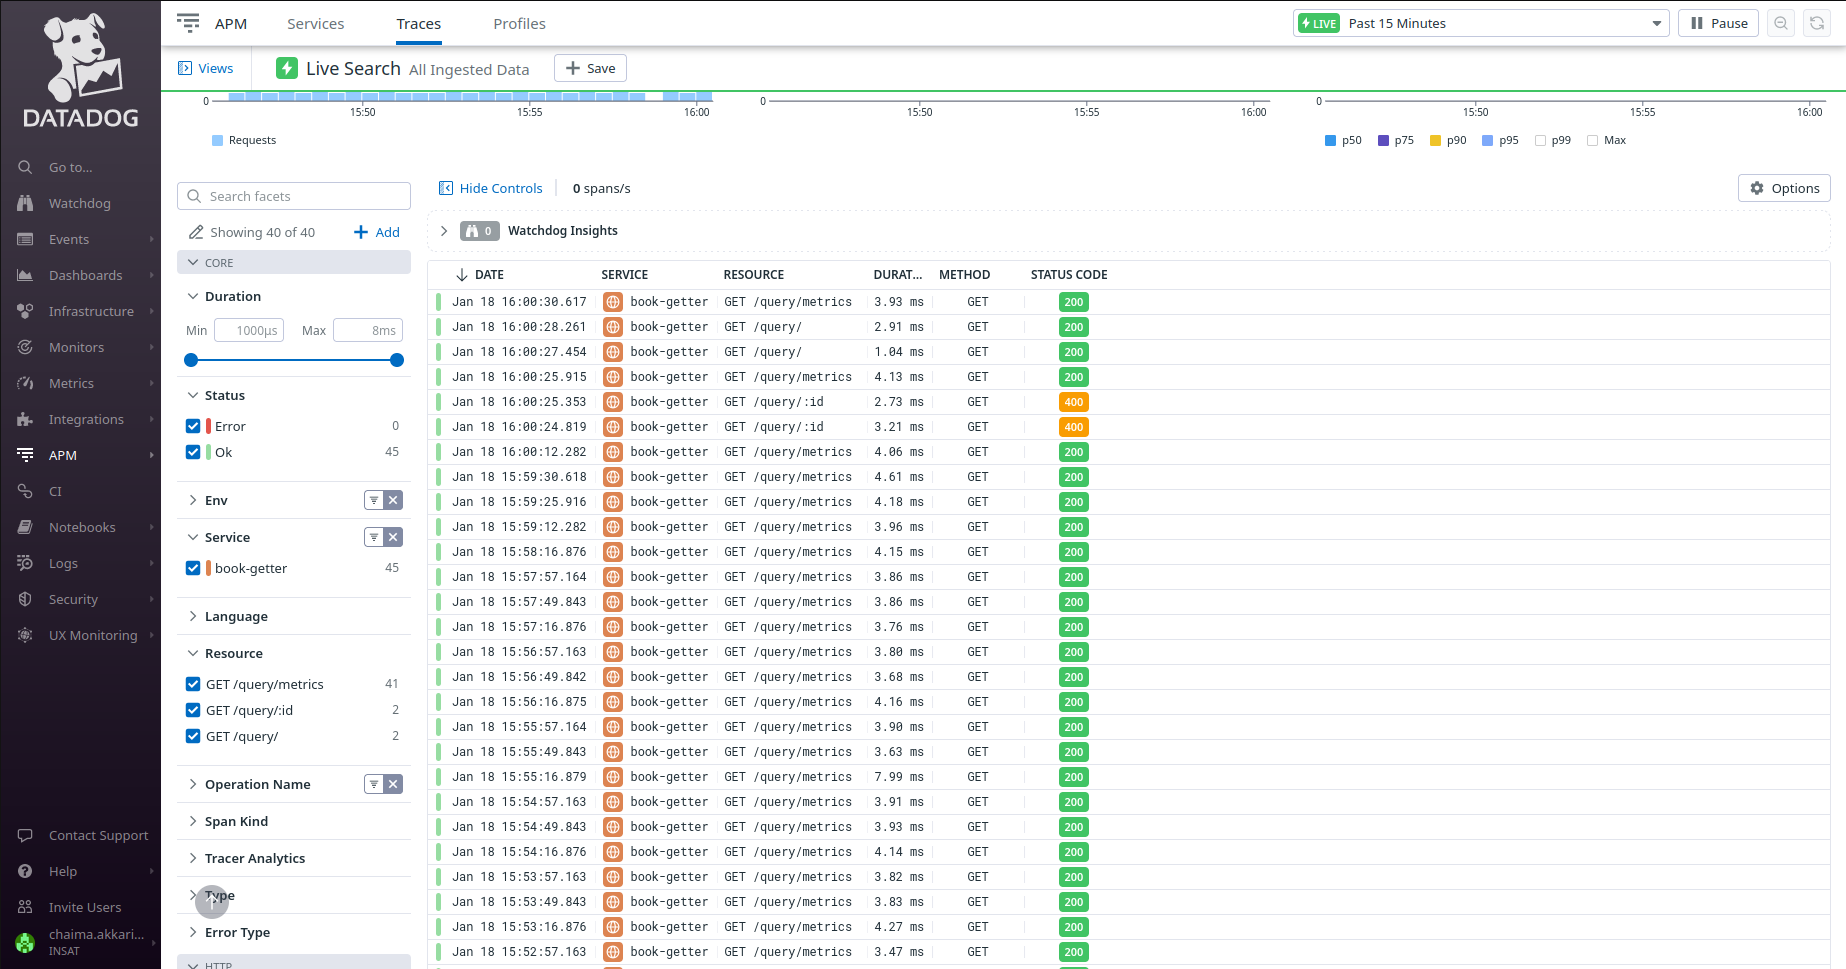 DATADOG
Go to...
Watchdog
Events
Dashboards
Infrastructure
Monitors
Metrics
Integrations
APM
CI
Notebooks
Logs
Security
UX Monitoring
Contact Support
Help
Invite Users
chaima.akkari...
INSAT
APM Services Traces Profiles
LIVE Past 15 Minutes Pause
Views Live Search All Ingested Data Save
0 0 0
15:50 15:55 16:00 15:50 15:55 16:00 15:50 15:55 16:00
Requests p50 p75 p90 p95 p99 Max
Search facets
Showing 40 of 40 Add
CORE
Duration
Min 1000µs Max 8ms
Status
Error 0
Ok 45
Env
Service
book-getter 45
Language
Resource
GET /query/metrics 41
GET /query/:id 2
GET /query/ 2
Operation Name
Span Kind
Tracer Analytics
Type
Error Type
HTTP
Hide Controls 0 spans/s Options
0 Watchdog Insights
DATE SERVICE RESOURCE DURAT... METHOD STATUS CODE
Jan 18 16:00:30.617 book-getter GET /query/metrics 3.93 ms GET 200
Jan 18 16:00:28.261 book-getter GET /query/ 2.91 ms GET 200
Jan 18 16:00:27.454 book-getter GET /query/ 1.04 ms GET 200
Jan 18 16:00:25.915 book-getter GET /query/metrics 4.13 ms GET 200
Jan 18 16:00:25.353 book-getter GET /query/:id 2.73 ms GET 400
Jan 18 16:00:24.819 book-getter GET /query/:id 3.21 ms GET 400
Jan 18 16:00:12.282 book-getter GET /query/metrics 4.06 ms GET 200
Jan 18 15:59:30.618 book-getter GET /query/metrics 4.61 ms GET 200
Jan 18 15:59:25.916 book-getter GET /query/metrics 4.18 ms GET 200
Jan 18 15:59:12.282 book-getter GET /query/metrics 3.96 ms GET 200
Jan 18 15:58:16.876 book-getter GET /query/metrics 4.15 ms GET 200
Jan 18 15:57:57.164 book-getter GET /query/metrics 3.86 ms GET 200
Jan 18 15:57:49.843 book-getter GET /query/metrics 3.86 ms GET 200
Jan 18 15:57:16.876 book-getter GET /query/metrics 3.76 ms GET 200
Jan 18 15:56:57.163 book-getter GET /query/metrics 3.80 ms GET 200
Jan 18 15:56:49.842 book-getter GET /query/metrics 3.68 ms GET 200
Jan 18 15:56:16.875 book-getter GET /query/metrics 4.16 ms GET 200
Jan 18 15:55:57.164 book-getter GET /query/metrics 3.90 ms GET 200
Jan 18 15:55:49.843 book-getter GET /query/metrics 3.63 ms GET 200
Jan 18 15:55:16.879 book-getter GET /query/metrics 7.99 ms GET 200
Jan 18 15:54:57.163 book-getter GET /query/metrics 3.91 ms GET 200
Jan 18 15:54:49.843 book-getter GET /query/metrics 3.93 ms GET 200
Jan 18 15:54:16.876 book-getter GET /query/metrics 4.14 ms GET 200
Jan 18 15:53:57.163 book-getter GET /query/metrics 3.82 ms GET 200
Jan 18 15:53:49.843 book-getter GET /query/metrics 3.83 ms GET 200
Jan 18 15:53:16.876 book-getter GET /query/metrics 4.27 ms GET 200
Jan 18 15:52:57.163 book-getter GET /query/metrics 3.47 ms GET 200